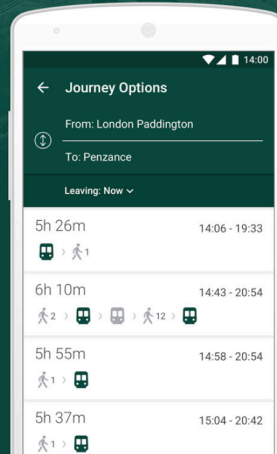 14:00
Journey Options
From: London Paddington
To: Penzance
Leaving: Now
5h 26m 14:06 - 19:33
1
6h 10m 14:43 - 20:54
2 12
5h 55m 14:58 - 20:54
1
5h 37m 15:04 - 20:42
1